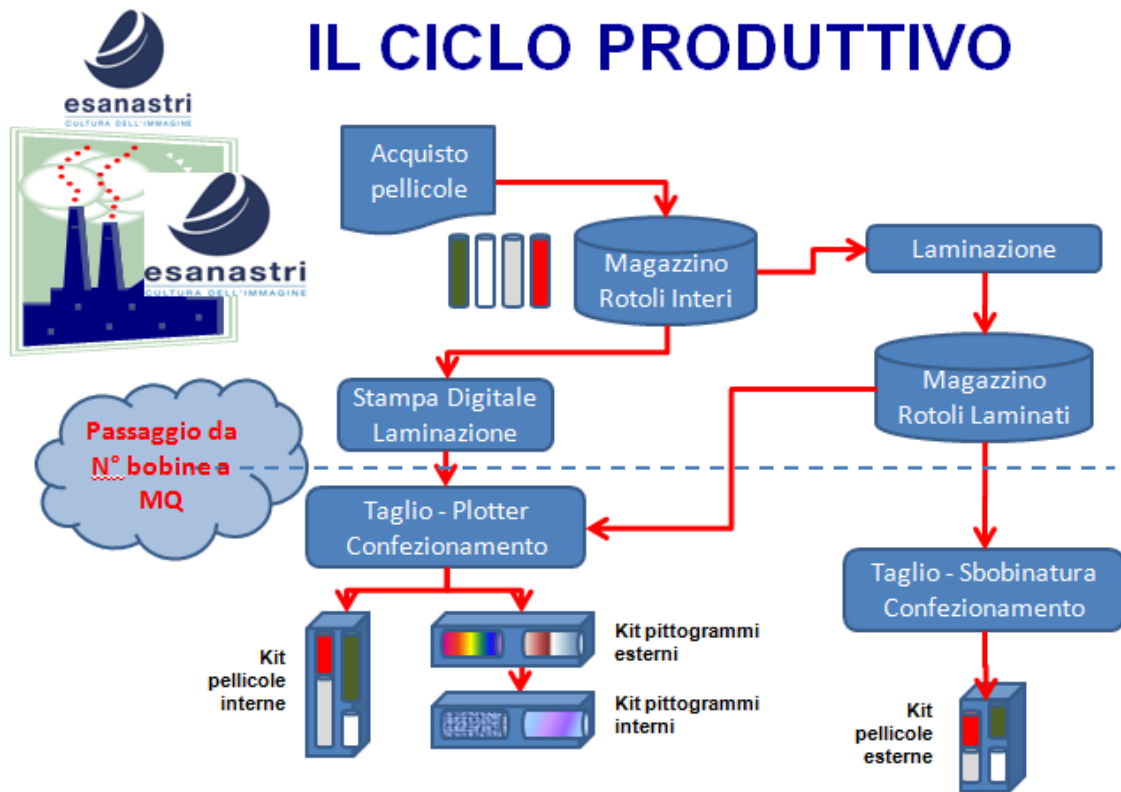 esanastri
CULTURA DELL'IMMAGINE
IL CICLO PRODUTTIVO
esanastri
CULTURA DELL'IMMAGINE
Acquisto
pellicole
Magazzino
Rotoli Interi
Laminazione
Stampa Digitale
Laminazione
Magazzino
Rotoli Laminati
Passaggio da
N° bobine a
MQ
Taglio - Plotter
Confezionamento
Taglio - Sbobinatura
Confezionamento
Kit
pellicole
interne
Kit pittogrammi
esterni
Kit pittogrammi
interni
Kit
pellicole
esterne